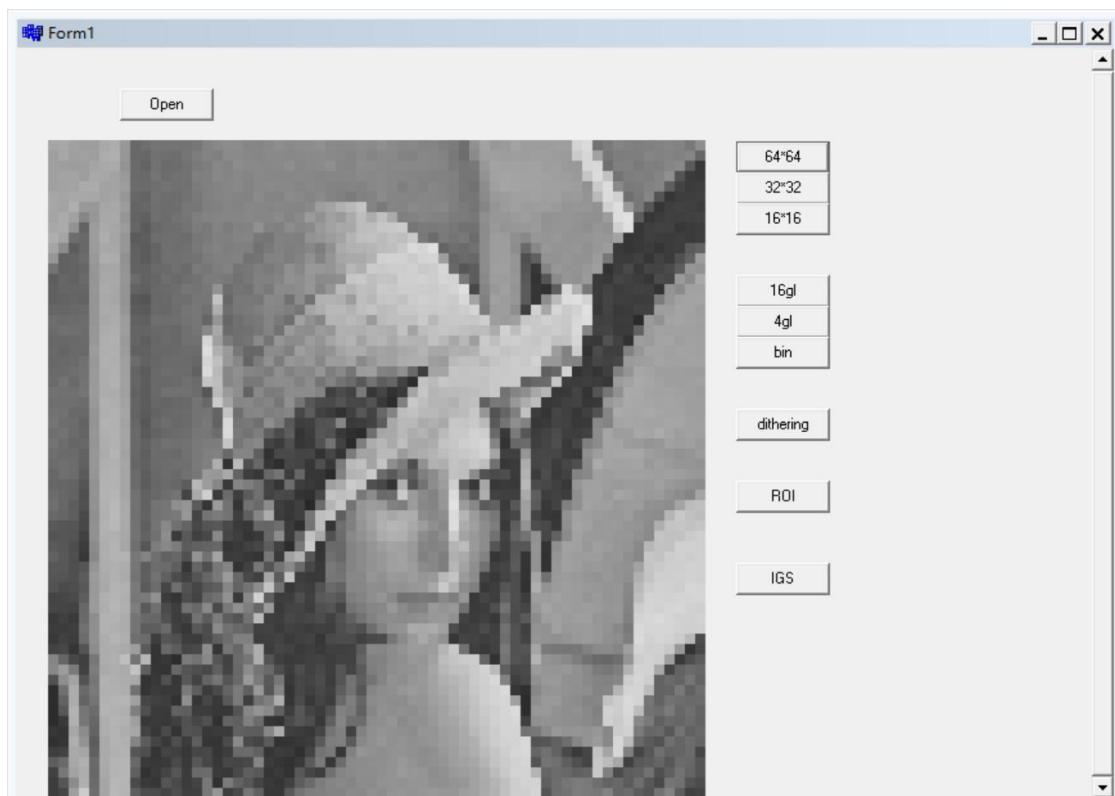 Form1
Open
64*64
32*32
16*16
16gl
4gl
bin
dithering
ROI
IGS